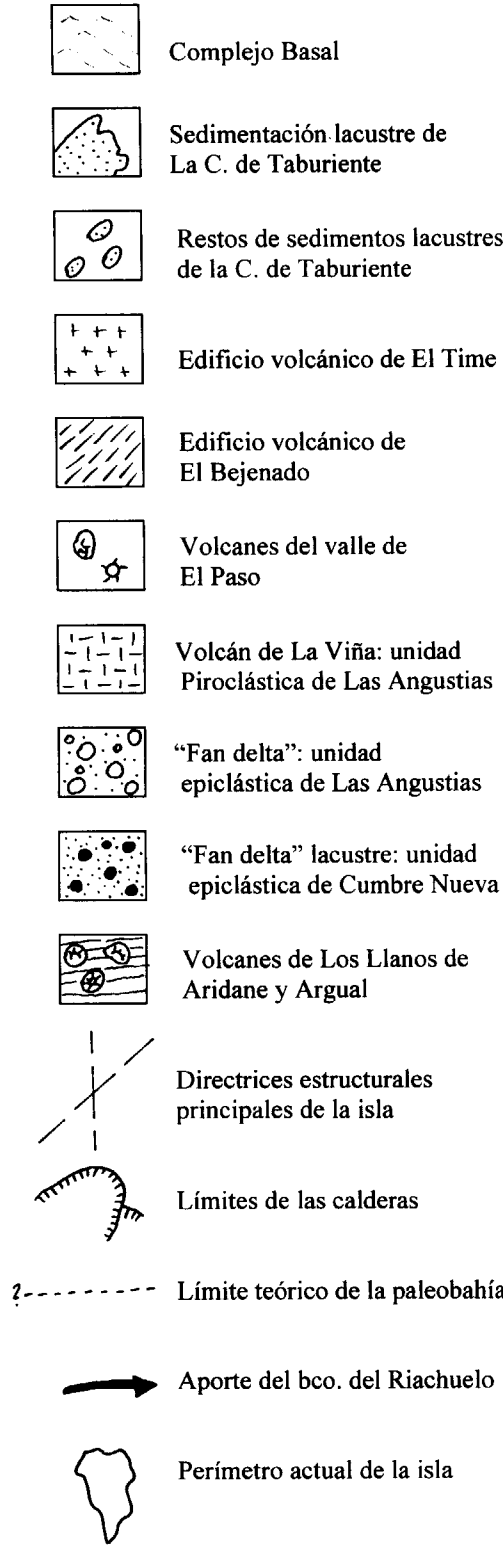 Complejo Basal
Sedimentación lacustre de
La C. de Taburiente
Restos de sedimentos lacustres
de la C. de Taburiente
Edificio volcánico de El Time
Edificio volcánico de
El Bejenado
Volcanes del valle de
El Paso
Volcán de La Viña: unidad
Piroclástica de Las Angustias
“Fan delta”: unidad
epiclástica de Las Angustias
“Fan delta” lacustre: unidad
epiclástica de Cumbre Nueva
Volcanes de Los Llanos de
Aridane y Argual
Directrices estructurales
principales de la isla
Límites de las calderas
? Límite teórico de la paleobahía
Aporte del bco. del Riachuelo
Perímetro actual de la isla